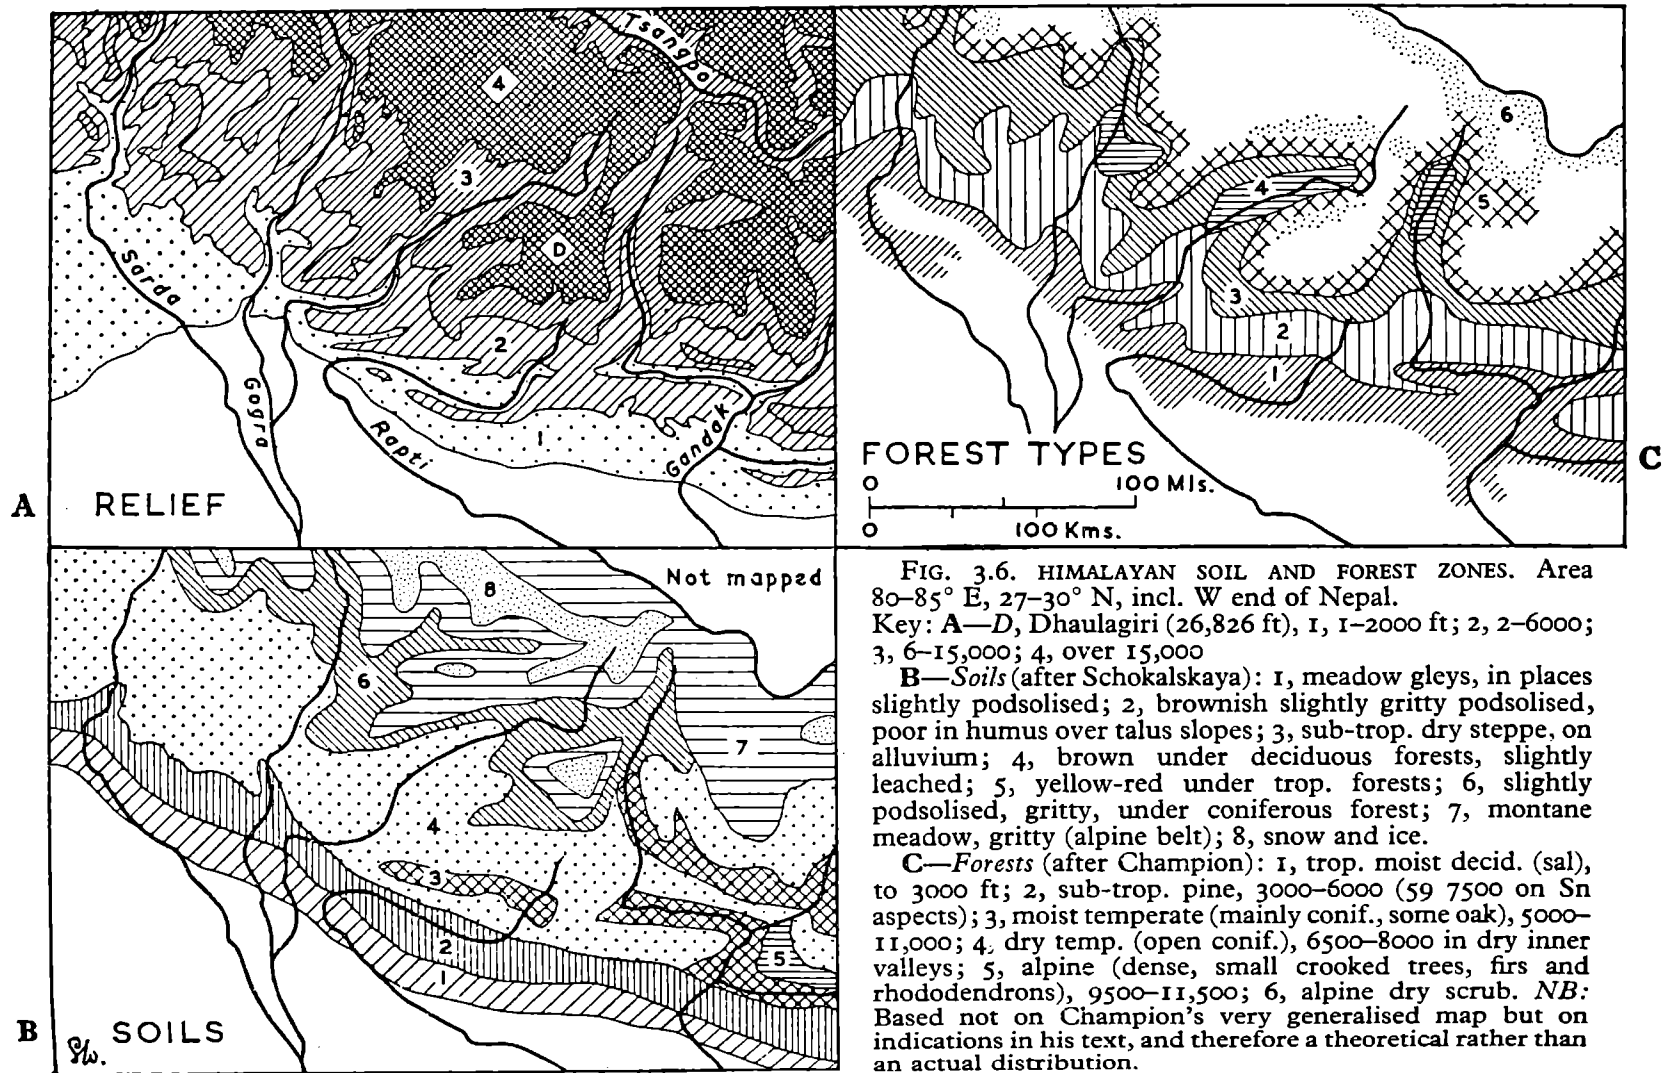 Tsangpo
4
3
D
Sarda
2
Gogra
Rapti
1
Gandak
A
RELIEF
6
4
5
3
2
1
FOREST TYPES
0 100 Mls.
0 100 Kms.
C
Not mapped
8
6
7
4
3
2
1
5
B
SOILS
FIG. 3.6. HIMALAYAN SOIL AND FOREST ZONES. Area
80–85° E, 27–30° N, incl. W end of Nepal.
Key: A—D, Dhaulagiri (26,826 ft), 1, 1–2000 ft; 2, 2–6000;
3, 6–15,000; 4, over 15,000
B—Soils (after Schokalskaya): 1, meadow gleys, in places
slightly podsolised; 2, brownish slightly gritty podsolised,
poor in humus over talus slopes; 3, sub-trop. dry steppe, on
alluvium; 4, brown under deciduous forests, slightly
leached; 5, yellow-red under trop. forests; 6, slightly
podsolised, gritty, under coniferous forest; 7, montane
meadow, gritty (alpine belt); 8, snow and ice.
C—Forests (after Champion): 1, trop. moist decid. (sal),
to 3000 ft; 2, sub-trop. pine, 3000–6000 (59 7500 on Sn
aspects); 3, moist temperate (mainly conif., some oak), 5000–
11,000; 4, dry temp. (open conif.), 6500–8000 in dry inner
valleys; 5, alpine (dense, small crooked trees, firs and
rhododendrons), 9500–11,500; 6, alpine dry scrub. NB:
Based not on Champion's very generalised map but on
indications in his text, and therefore a theoretical rather than
an actual distribution.